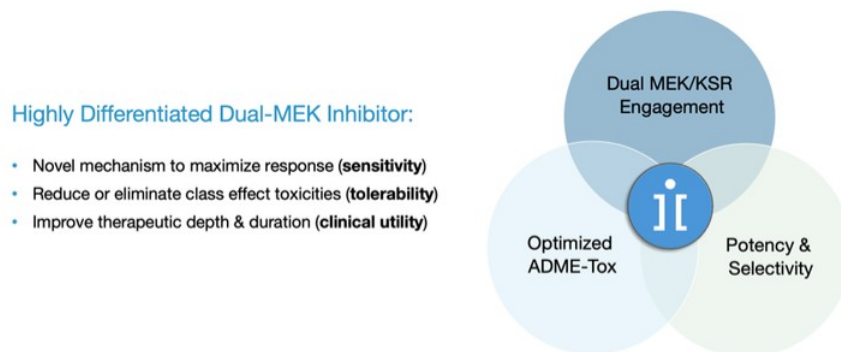 Highly Differentiated Dual-MEK Inhibitor:
• Novel mechanism to maximize response (sensitivity)
• Reduce or eliminate class effect toxicities (tolerability)
• Improve therapeutic depth & duration (clinical utility)
Dual MEK/KSR
Engagement
Optimized
ADME-Tox
Potency &
Selectivity